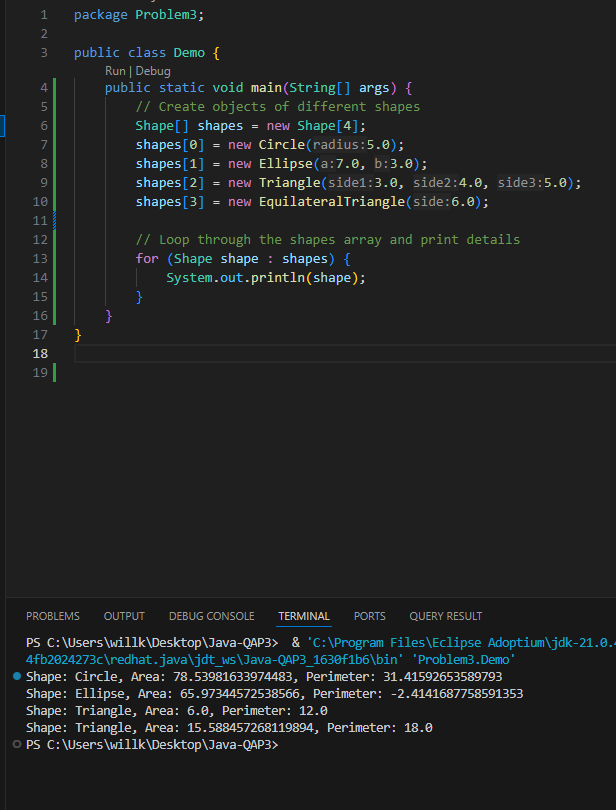 1 package Problem3;
2
3 public class Demo {
Run | Debug
4 public static void main(String[] args) {
5 // Create objects of different shapes
6 Shape[] shapes = new Shape[4];
7 shapes[0] = new Circle(radius:5.0);
8 shapes[1] = new Ellipse(a:7.0, b:3.0);
9 shapes[2] = new Triangle(side1:3.0, side2:4.0, side3:5.0);
10 shapes[3] = new EquilateralTriangle(side:6.0);
11
12 // Loop through the shapes array and print details
13 for (Shape shape : shapes) {
14 System.out.println(shape);
15 }
16 }
17 }
18
19
PROBLEMS OUTPUT DEBUG CONSOLE TERMINAL PORTS QUERY RESULT
PS C:\Users\willk\Desktop\Java-QAP3> & 'C:\Program Files\Eclipse Adoptium\jdk-21.0.4
4fb2024273c\redhat.java\jdt_ws\Java-QAP3_1630f1b6\bin' 'Problem3.Demo'
Shape: Circle, Area: 78.53981633974483, Perimeter: 31.41592653589793
Shape: Ellipse, Area: 65.97344572538566, Perimeter: -2.4141687758591353
Shape: Triangle, Area: 6.0, Perimeter: 12.0
Shape: Triangle, Area: 15.588457268119894, Perimeter: 18.0
PS C:\Users\willk\Desktop\Java-QAP3>